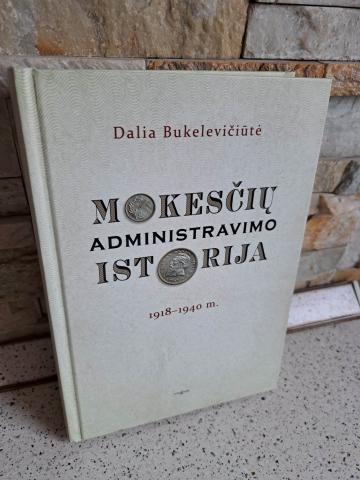 Dalia Bukelevičiūtė
MOKESČIŲ
ADMINISTRAVIMO
ISTORIJA
1918–1940 m.